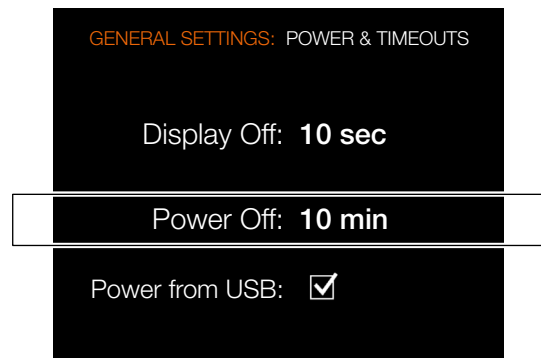 GENERAL SETTINGS: POWER & TIMEOUTS
Display Off: 10 sec
Power Off: 10 min
Power from USB: